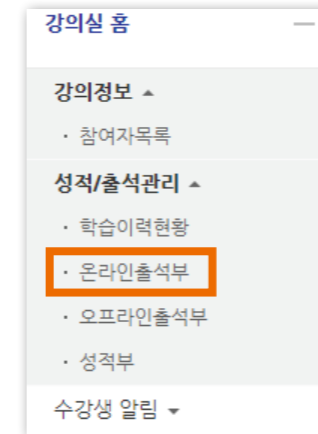 강의실 홈
강의정보 ▲
· 참여자목록
성적/출석관리 ▲
· 학습이력현황
· 온라인출석부
· 오프라인출석부
· 성적부
수강생 알림 ▼